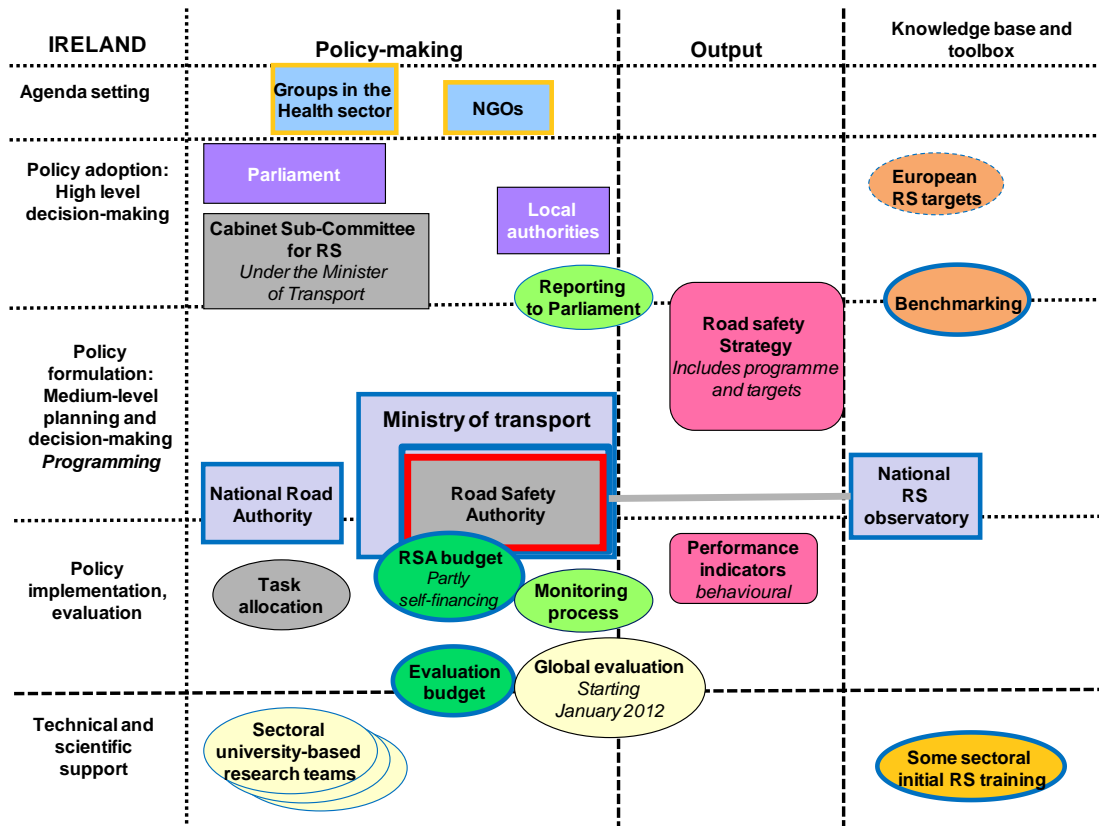 IRELAND
Policy-making
Output
Knowledge base and
toolbox
Agenda setting
Groups in the
Health sector
NGOs
Policy adoption:
High level
decision-making
Parliament
Cabinet Sub-Committee
for RS
Under the Minister
of Transport
Local
authorities
Reporting
to Parliament
European
RS targets
Benchmarking
Road safety
Strategy
Includes programme
and targets
Policy
formulation:
Medium-level
planning and
decision-making
Programming
Ministry of transport
National Road
Authority
Road Safety
Authority
National
RS
observatory
Policy
implementation,
evaluation
Task
allocation
RSA budget
Partly
self-financing
Monitoring
process
Performance
indicators
behavioural
Evaluation
budget
Global evaluation
Starting
January 2012
Technical and
scientific
support
Sectoral
university-based
research teams
Some sectoral
initial RS training